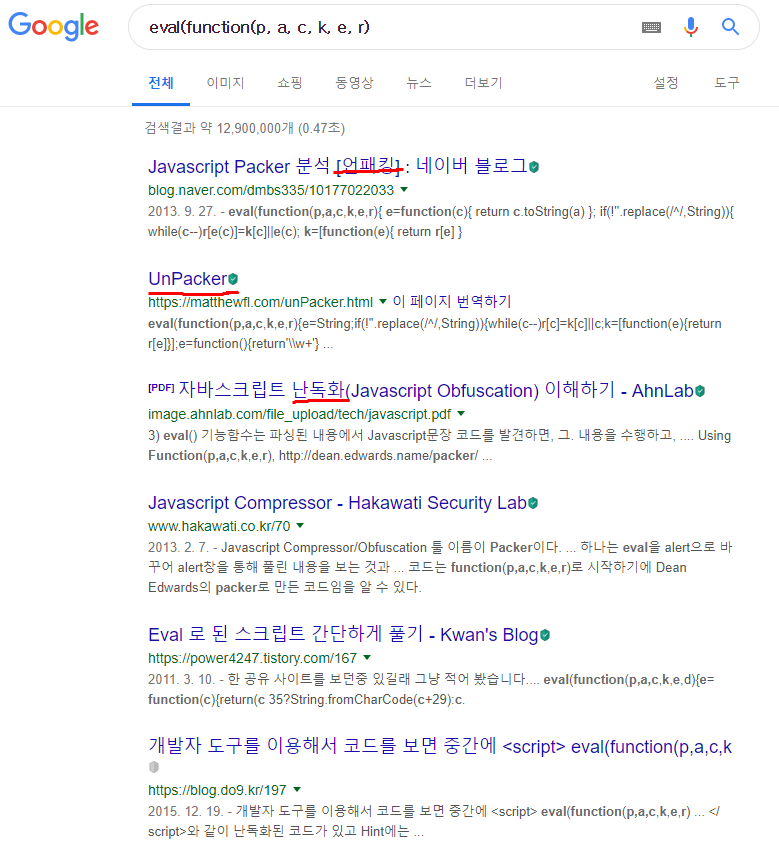 Google
eval(function(p, a, c, k, e, r)
전체 이미지 쇼핑 동영상 뉴스 더보기 설정 도구
검색결과 약 12,900,000개 (0.47초)
Javascript Packer 분석 [언패킹] : 네이버 블로그
blog.naver.com/dmbs335/10177022033
2013. 9. 27. - eval(function(p,a,c,k,e,r){ e=function(c){ return c.toString(a) }; if(!''.replace(/^/,String)){
while(c--)r[e(c)]=k[c]||e(c); k=[function(e){ return r[e] }
UnPacker
https://matthewfl.com/unPacker.html 이 페이지 번역하기
eval(function(p,a,c,k,e,r){e=String;if(!''.replace(/^/,String)){while(c--)r[c]=k[c]||c;k=[function(e){return
r[e]}];e=function(){return'\\w+'} ...
[PDF] 자바스크립트 난독화(Javascript Obfuscation) 이해하기 - AhnLab
image.ahnlab.com/file_upload/tech/javascript.pdf
3) eval() 기능함수는 파싱된 내용에서 Javascript문장 코드를 발견하면, 그. 내용을 수행하고, .... Using
Function(p,a,c,k,e,r), http://dean.edwards.name/packer/ ...
Javascript Compressor - Hakawati Security Lab
www.hakawati.co.kr/70
2013. 2. 7. - Javascript Compressor/Obfuscation 툴 이름이 Packer이다. ... 하나는 eval을 alert으로 바
꾸어 alert창을 통해 풀린 내용을 보는 것과 ... 코드는 function(p,a,c,k,e,r)로 시작하기에 Dean
Edwards의 packer로 만든 코드임을 알 수 있다.
Eval 로 된 스크립트 간단하게 풀기 - Kwan's Blog
https://power4247.tistory.com/167
2011. 3. 10. - 한 공유 사이트를 보던중 있길래 그냥 적어 봤습니다.... eval(function(p,a,c,k,e,d){e=
function(c){return(c 35?String.fromCharCode(c+29):c.
개발자 도구를 이용해서 코드를 보면 중간에 <script> eval(function(p,a,c,k
https://blog.do9.kr/197
2015. 12. 19. - 개발자 도구를 이용해서 코드를 보면 중간에 <script> eval(function(p,a,c,k,e,r) ... </
script>와 같이 난독화된 코드가 있고 Hint에는 ...